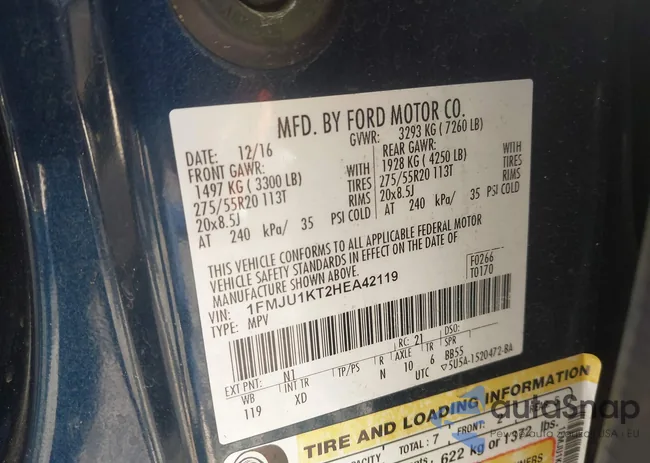 MFD. BY FORD MOTOR CO.
DATE: 12/16 GVWR: 3293 KG ( 7260 LB)
FRONT GAWR: WITH REAR GAWR: WITH
1497 KG ( 3300 LB) TIRES 1928 KG ( 4250 LB) TIRES
275/55R20 113T RIMS 275/55R20 113T RIMS
20x8.5J 20x8.5J
AT 240 kPa/ 35 PSI COLD AT 240 kPa/ 35 PSI COLD
THIS VEHICLE CONFORMS TO ALL APPLICABLE FEDERAL MOTOR
VEHICLE SAFETY STANDARDS IN EFFECT ON THE DATE OF
MANUFACTURE SHOWN ABOVE.
F0266
T0170
VIN: 1FMJU1KT2HEA42119
TYPE: MPV
EXT PNT: N1 RC: 21 DSO:
WB INT TR TP/PS R AXLE TR SPR
119 XD N 10 6 BB55
UTC ▽5U5A-1520472-BA
TIRE AND LOADING INFORMATION
TOTAL: 7 FRONT: 2
622 kg or 1372 lbs.
autoSnap